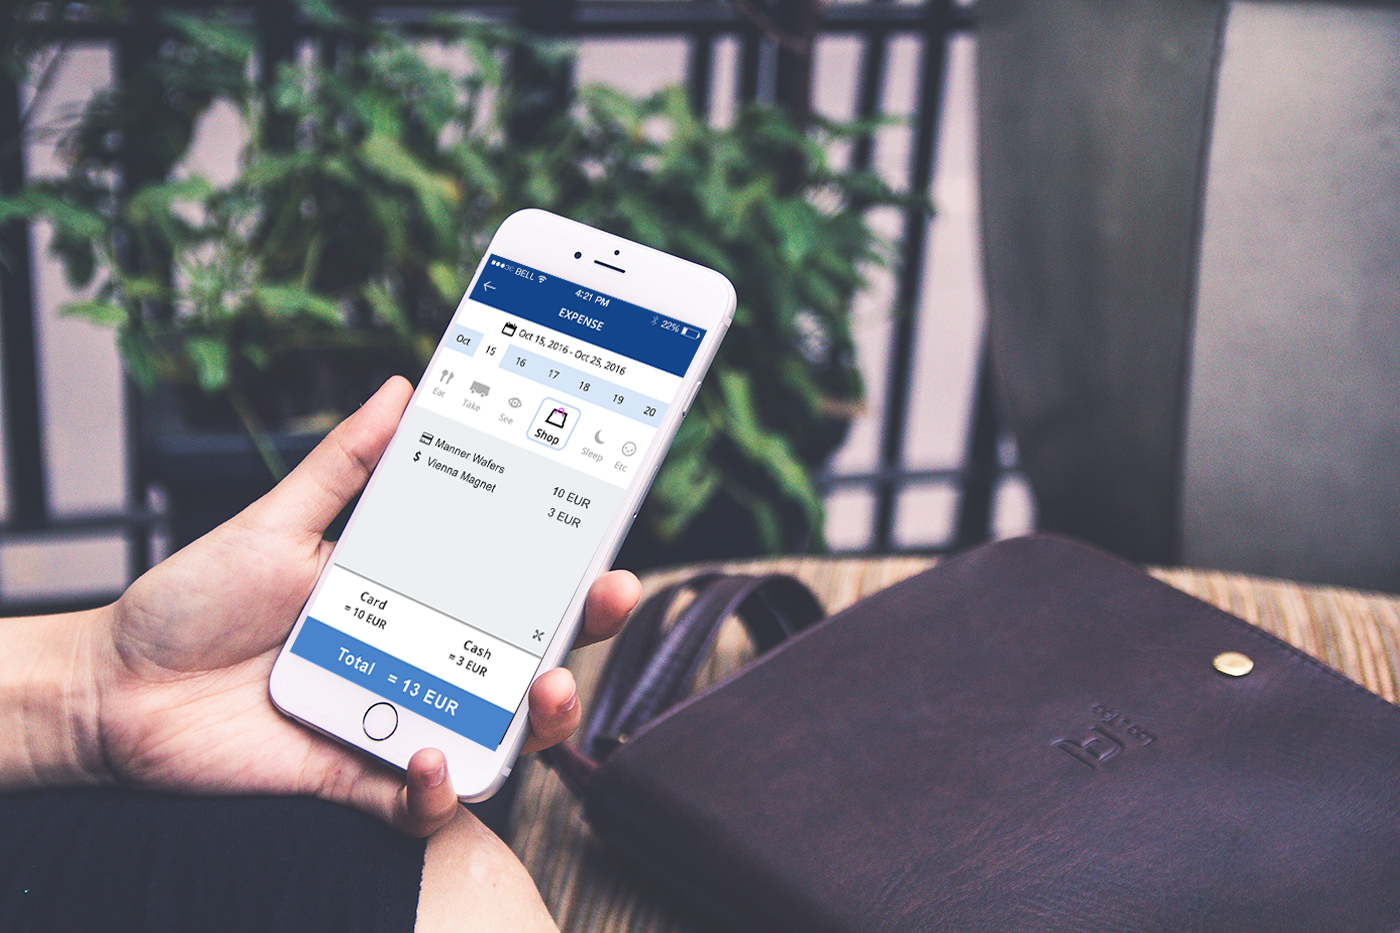 BELL
4:21 PM
22%
EXPENSE
Oct 15, 2016 - Oct 25, 2016
Oct 15 16 17 18 19 20
Eat Take See Shop Sleep Etc
Manner Wafers 10 EUR
$ Vienna Magnet 3 EUR
Card
= 10 EUR
Cash
= 3 EUR
Total = 13 EUR